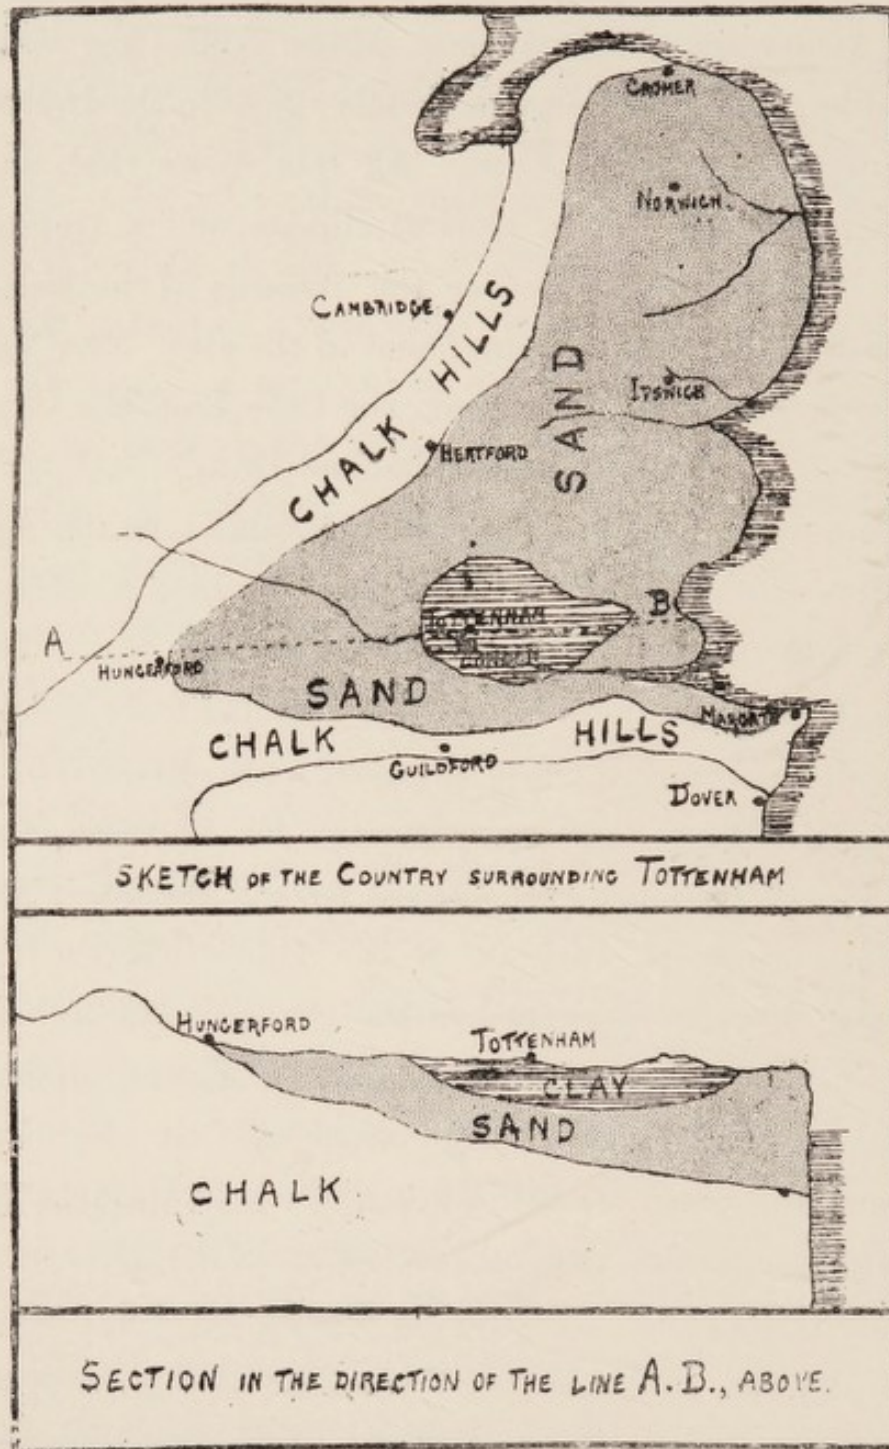 CROMER
NORWICH.
CAMBRIDGE
CHALK HILLS
SAND
IPSWICH
HERTFORD
TOTTENHAM
B
A
LONDON
HUNGERFORD
SAND
MARGATE
CHALK HILLS
GUILDFORD
DOVER
SKETCH OF THE COUNTRY SURROUNDING TOTTENHAM
HUNGERFORD
TOTTENHAM
CLAY
SAND
CHALK
SECTION IN THE DIRECTION OF THE LINE A.B., ABOVE.